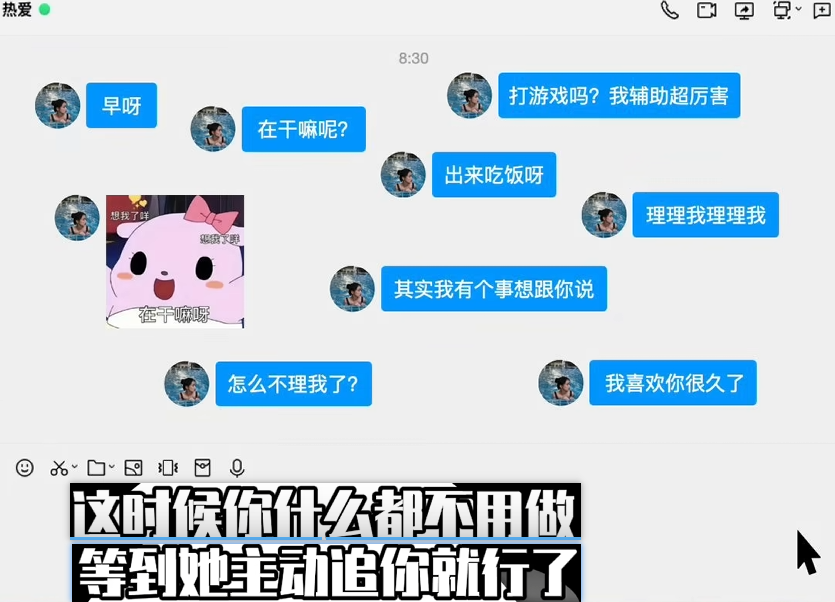 热爱
8:30
早呀
打游戏吗？我辅助超厉害
在干嘛呢？
出来吃饭呀
理理我理理我
想我了咩
想我了咩
在干嘛呀
其实我有个事想跟你说
怎么不理我了？
我喜欢你很久了
这时候你什么都不用做
等到她主动追你就行了